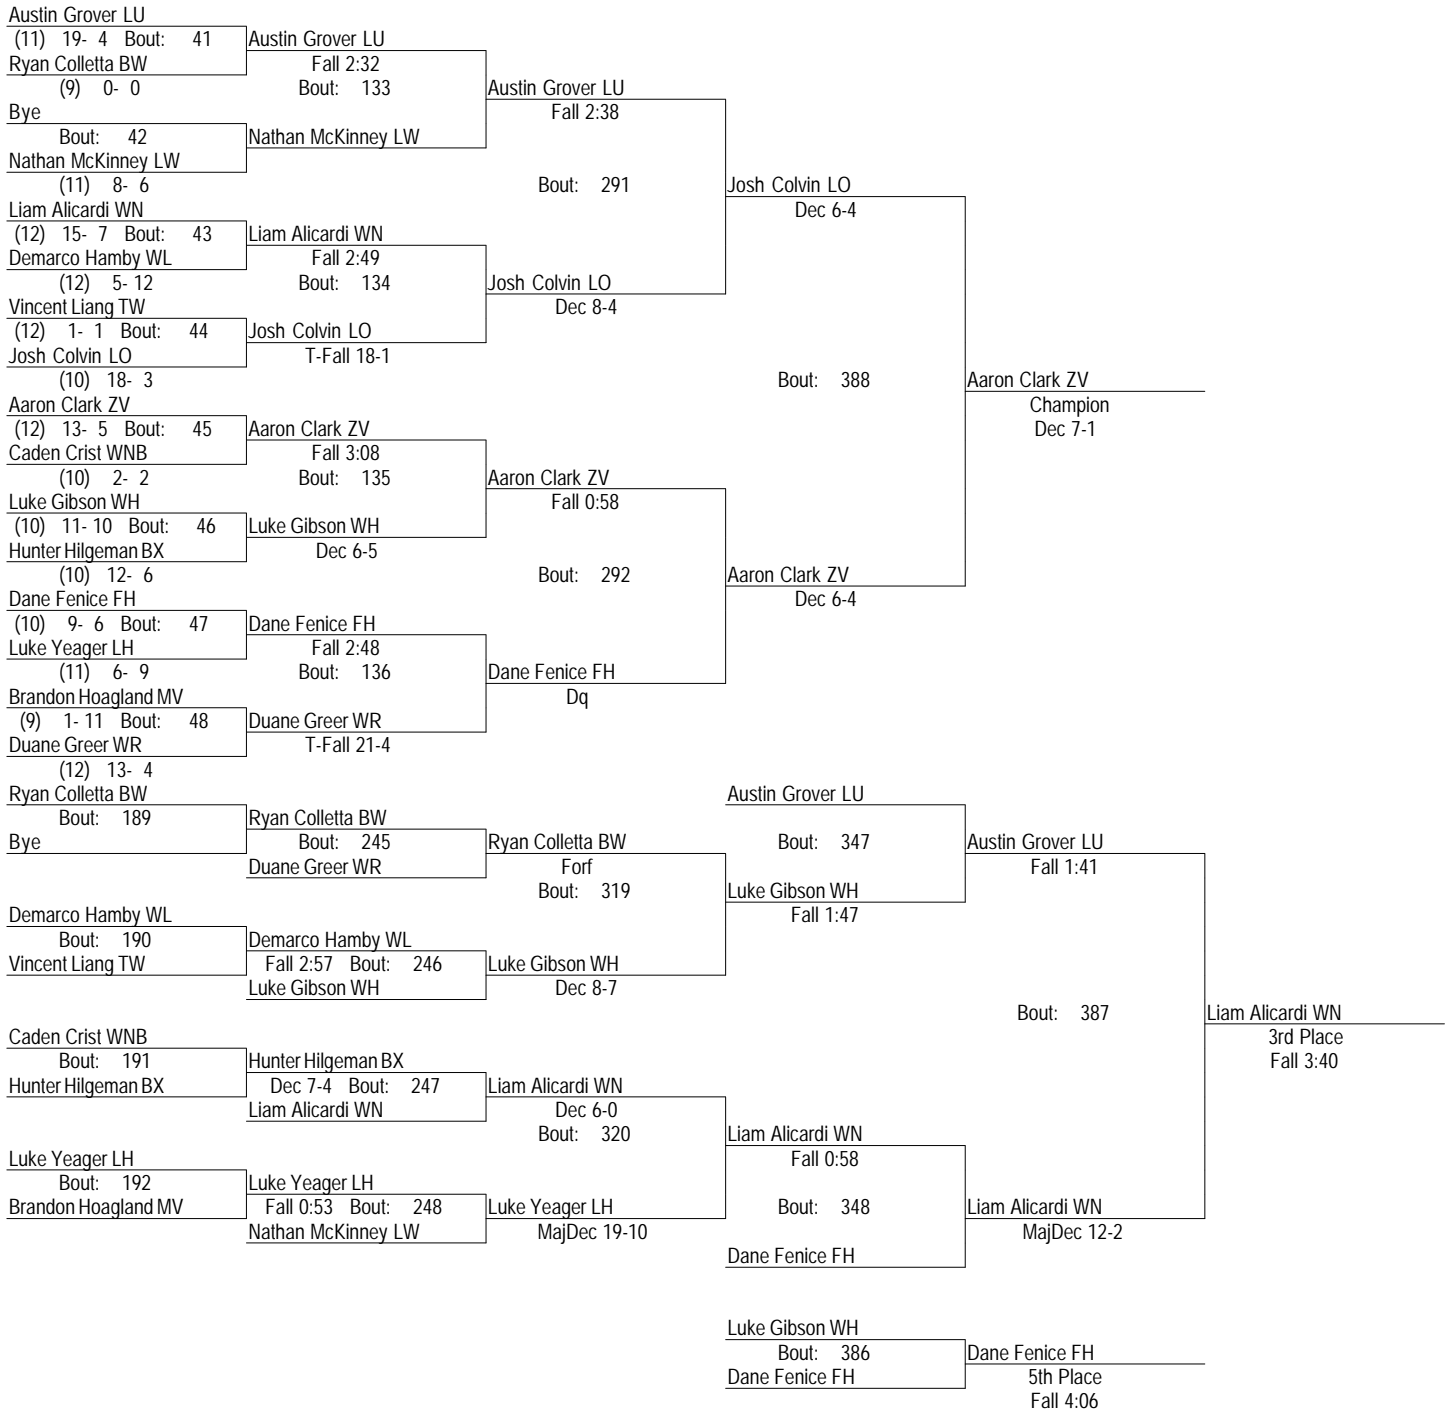 Austin Grover LU
(11) 19- 4 Bout: 41 Austin Grover LU
Ryan Colletta BW Fall 2:32
(9) 0- 0 Bout: 133 Austin Grover LU
Bye Fall 2:38
Bout: 42 Nathan McKinney LW
Nathan McKinney LW
(11) 8- 6 Bout: 291 Josh Colvin LO
Liam Alicardi WN Dec 6-4
(12) 15- 7 Bout: 43 Liam Alicardi WN
Demarco Hamby WL Fall 2:49
(12) 5- 12 Bout: 134 Josh Colvin LO
Vincent Liang TW Dec 8-4
(12) 1- 1 Bout: 44 Josh Colvin LO
Josh Colvin LO T-Fall 18-1
(10) 18- 3 Bout: 388 Aaron Clark ZV
Aaron Clark ZV Champion
(12) 13- 5 Bout: 45 Aaron Clark ZV Dec 7-1
Caden Crist WNB Fall 3:08
(10) 2- 2 Bout: 135 Aaron Clark ZV
Luke Gibson WH Fall 0:58
(10) 11- 10 Bout: 46 Luke Gibson WH
Hunter Hilgeman BX Dec 6-5
(10) 12- 6 Bout: 292 Aaron Clark ZV
Dane Fenice FH Dec 6-4
(10) 9- 6 Bout: 47 Dane Fenice FH
Luke Yeager LH Fall 2:48
(11) 6- 9 Bout: 136 Dane Fenice FH
Brandon Hoagland MV Dq
(9) 1- 11 Bout: 48 Duane Greer WR
Duane Greer WR T-Fall 21-4
(12) 13- 4
Ryan Colletta BW Austin Grover LU
Bout: 189 Ryan Colletta BW
Bye Bout: 245 Ryan Colletta BW Bout: 347 Austin Grover LU
Duane Greer WR Forf Fall 1:41
Bout: 319 Luke Gibson WH
Demarco Hamby WL Fall 1:47
Bout: 190 Demarco Hamby WL
Vincent Liang TW Fall 2:57 Bout: 246 Luke Gibson WH
Luke Gibson WH Dec 8-7
Bout: 387 Liam Alicardi WN
Caden Crist WNB 3rd Place
Bout: 191 Hunter Hilgeman BX Fall 3:40
Hunter Hilgeman BX Dec 7-4 Bout: 247 Liam Alicardi WN
Liam Alicardi WN Dec 6-0
Bout: 320 Liam Alicardi WN
Luke Yeager LH Fall 0:58
Bout: 192 Luke Yeager LH
Brandon Hoagland MV Fall 0:53 Bout: 248 Luke Yeager LH Bout: 348 Liam Alicardi WN
Nathan McKinney LW MajDec 19-10 MajDec 12-2
Dane Fenice FH
Luke Gibson WH
Bout: 386 Dane Fenice FH
Dane Fenice FH 5th Place
Fall 4:06